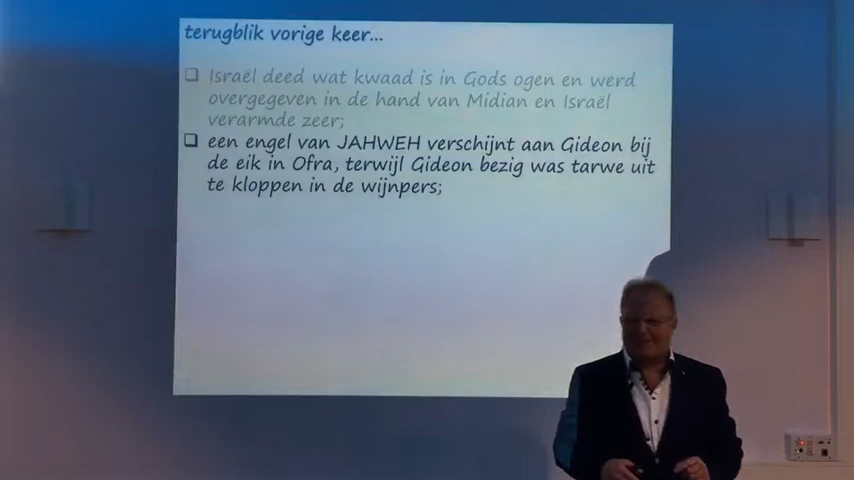 terugblik vorige keer...
❑ Israël deed wat kwaad is in Gods ogen en werd
overgegeven in de hand van Midian en Israël
verarmde zeer;
❑ een engel van JAHWEH verschijnt aan Gideon bij
de eik in Ofra, terwijl Gideon bezig was tarwe uit
te kloppen in de wijnpers;